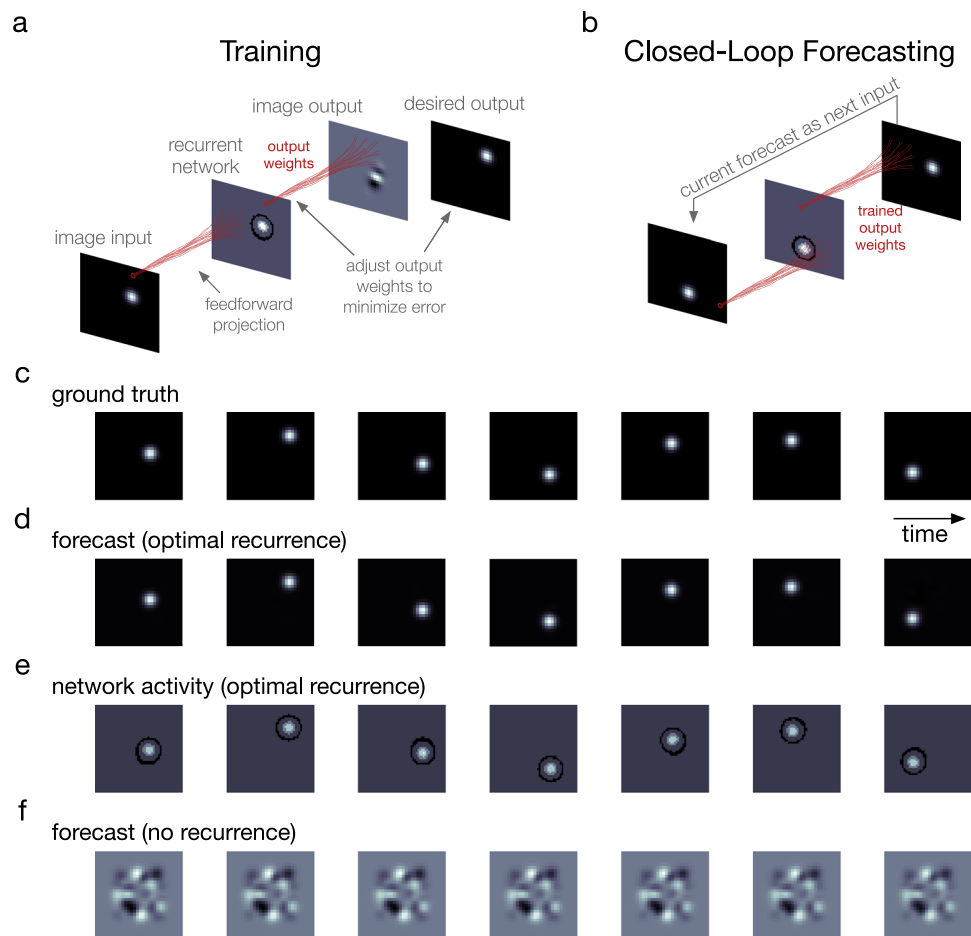 a
Training
image output
desired output
recurrent
network
output
weights
image input
feedforward
projection
adjust output
weights to
minimize error
b
Closed-Loop Forecasting
current forecast as next input
trained
output
weights
c
ground truth
d
time
forecast (optimal recurrence)
e
network activity (optimal recurrence)
f
forecast (no recurrence)